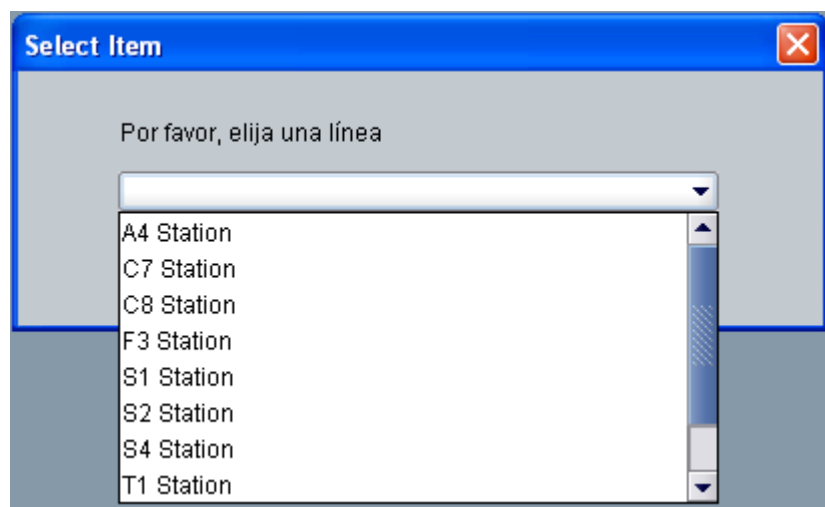 Select Item
Por favor, elija una línea
A4 Station
C7 Station
C8 Station
F3 Station
S1 Station
S2 Station
S4 Station
T1 Station